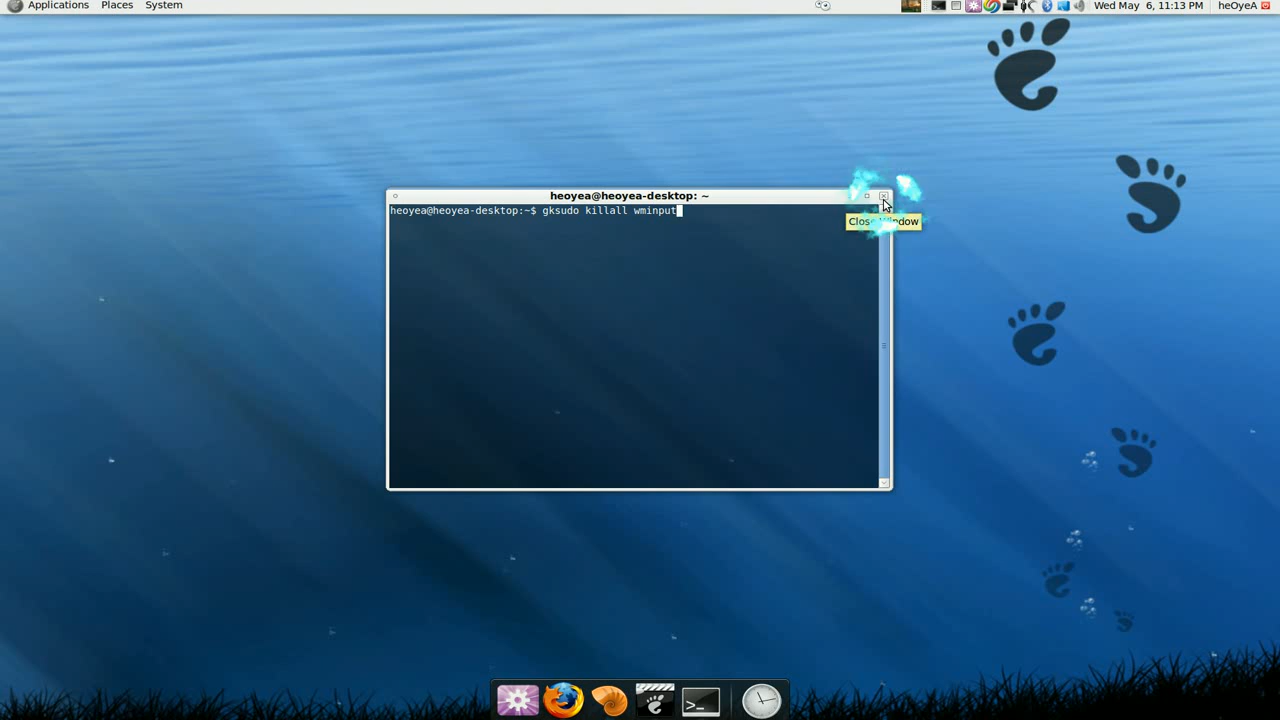 Applications Places System Wed May 6, 11:13 PM heOyeA
heoyea@heoyea-desktop: ~
heoyea@heoyea-desktop:~$ gksudo killall wminput
Close Window
>_